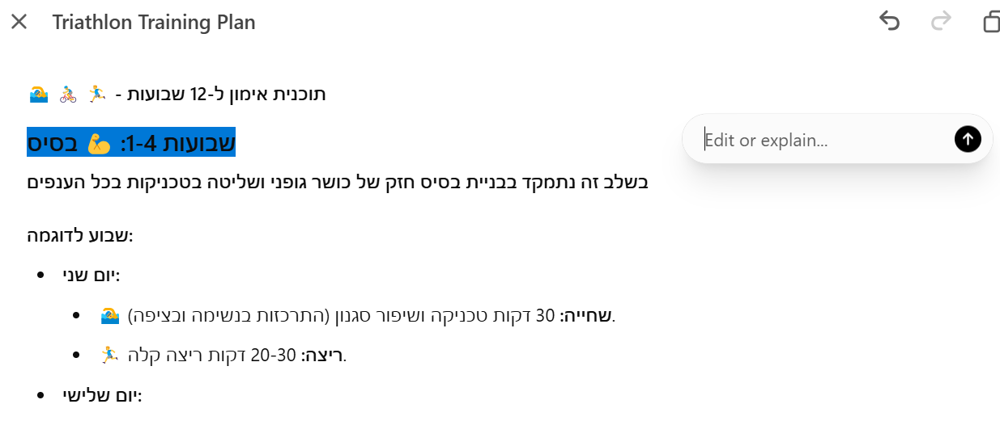 Triathlon Training Plan
תוכנית אימון ל-12 שבועות - 🏃‍♂️ 🚴‍♂️ 🏊‍♂️
שבועות 1-4: 💪 בסיס
Edit or explain...
בשלב זה נתמקד בבניית בסיס חזק של כושר גופני ושליטה בטכניקות בכל הענפים
שבוע לדוגמה:
• יום שני:
• שחייה: 30 דקות טכניקה ושיפור סגנון (התרכזות בנשימה ובציפה) 🏊‍♂️.
• ריצה: 20-30 דקות ריצה קלה 🏃‍♂️.
• יום שלישי: